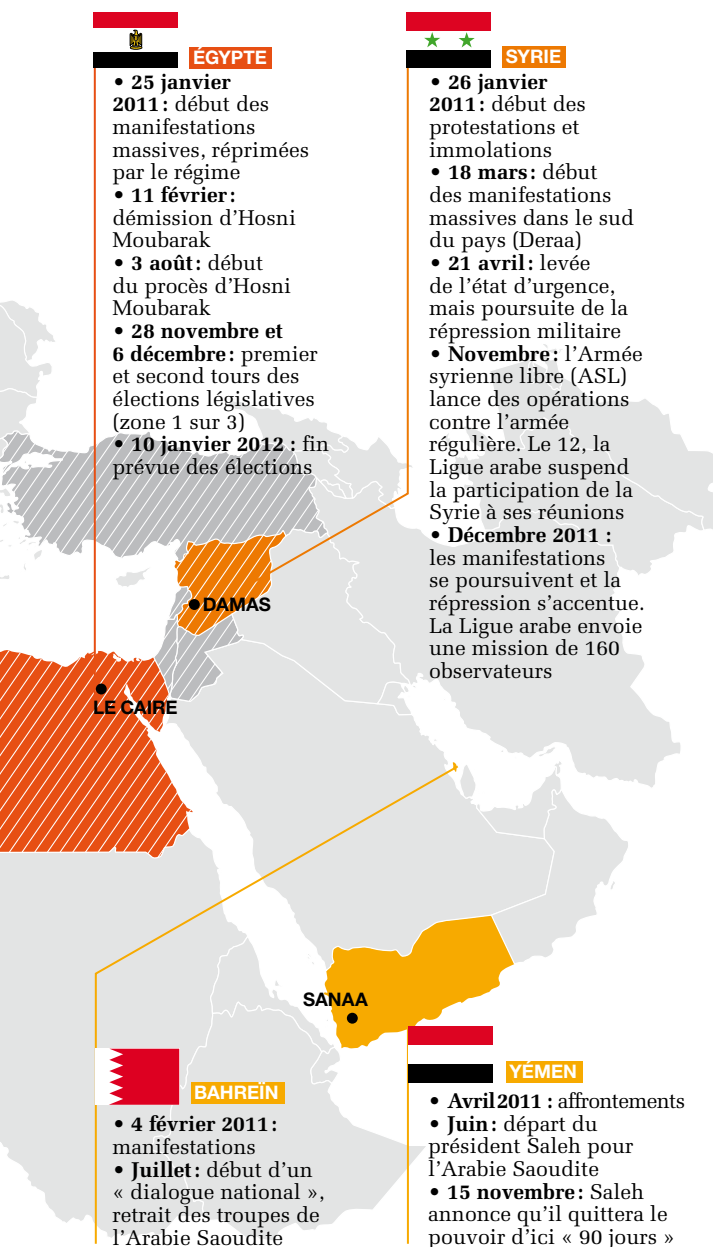 ÉGYPTE
• 25 janvier
2011 : début des
manifestations
massives, réprimées
par le régime
• 11 février :
démission d'Hosni
Moubarak
• 3 août : début
du procès d'Hosni
Moubarak
• 28 novembre et
6 décembre : premier
et second tours des
élections législatives
(zone 1 sur 3)
• 10 janvier 2012 : fin
prévue des élections
SYRIE
• 26 janvier
2011 : début des
protestations et
immolations
• 18 mars : début
des manifestations
massives dans le sud
du pays (Deraa)
• 21 avril : levée
de l'état d'urgence,
mais poursuite de la
répression militaire
• Novembre : l'Armée
syrienne libre (ASL)
lance des opérations
contre l'armée
régulière. Le 12, la
Ligue arabe suspend
la participation de la
Syrie à ses réunions
• Décembre 2011 :
les manifestations
se poursuivent et la
répression s'accentue.
La Ligue arabe envoie
une mission de 160
observateurs
DAMAS
LE CAIRE
SANAA
BAHREÏN
• 4 février 2011 :
manifestations
• Juillet : début d'un
« dialogue national »,
retrait des troupes de
l'Arabie Saoudite
YÉMEN
• Avril 2011 : affrontements
• Juin : départ du
président Saleh pour
l'Arabie Saoudite
• 15 novembre : Saleh
annonce qu'il quittera le
pouvoir d'ici « 90 jours »